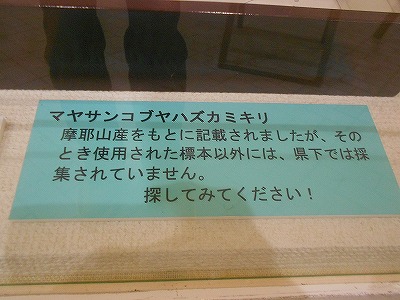 マヤサンコブヤハズカミキリ
摩耶山産をもとに記載されましたが、その
とき使用された標本以外には、県下では採
集されていません。
探してみてください！